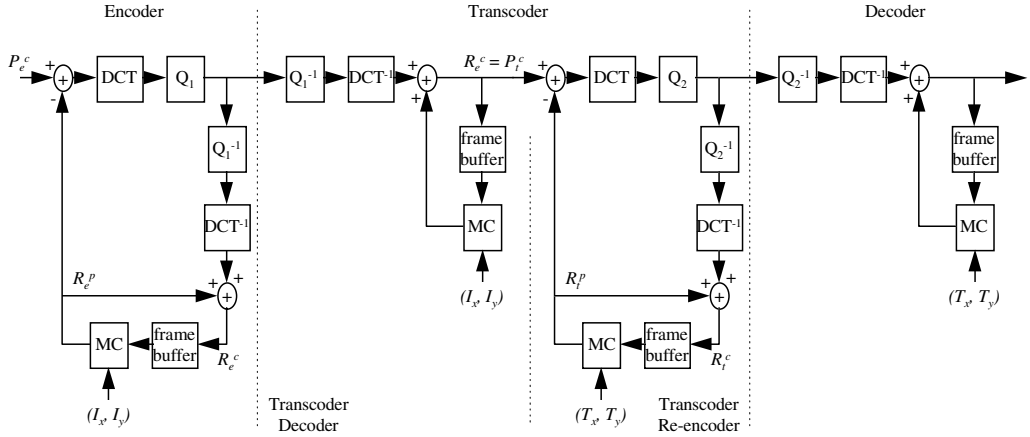 Encoder
Transcoder
Decoder
P_e^c
+
+
-
DCT
Q_1
Q_1^-1
DCT^-1
+
+
+
R_e^c = P_t^c
+
+
-
DCT
Q_2
Q_2^-1
DCT^-1
+
+
+
Q_1^-1
DCT^-1
frame
buffer
MC
(I_x, I_y)
Q_2^-1
DCT^-1
frame
buffer
MC
(T_x, T_y)
R_e^p
+
+
+
R_t^p
+
+
+
MC
frame
buffer
R_e^c
(I_x, I_y)
MC
frame
buffer
R_t^c
(T_x, T_y)
Transcoder
Decoder
Transcoder
Re-encoder